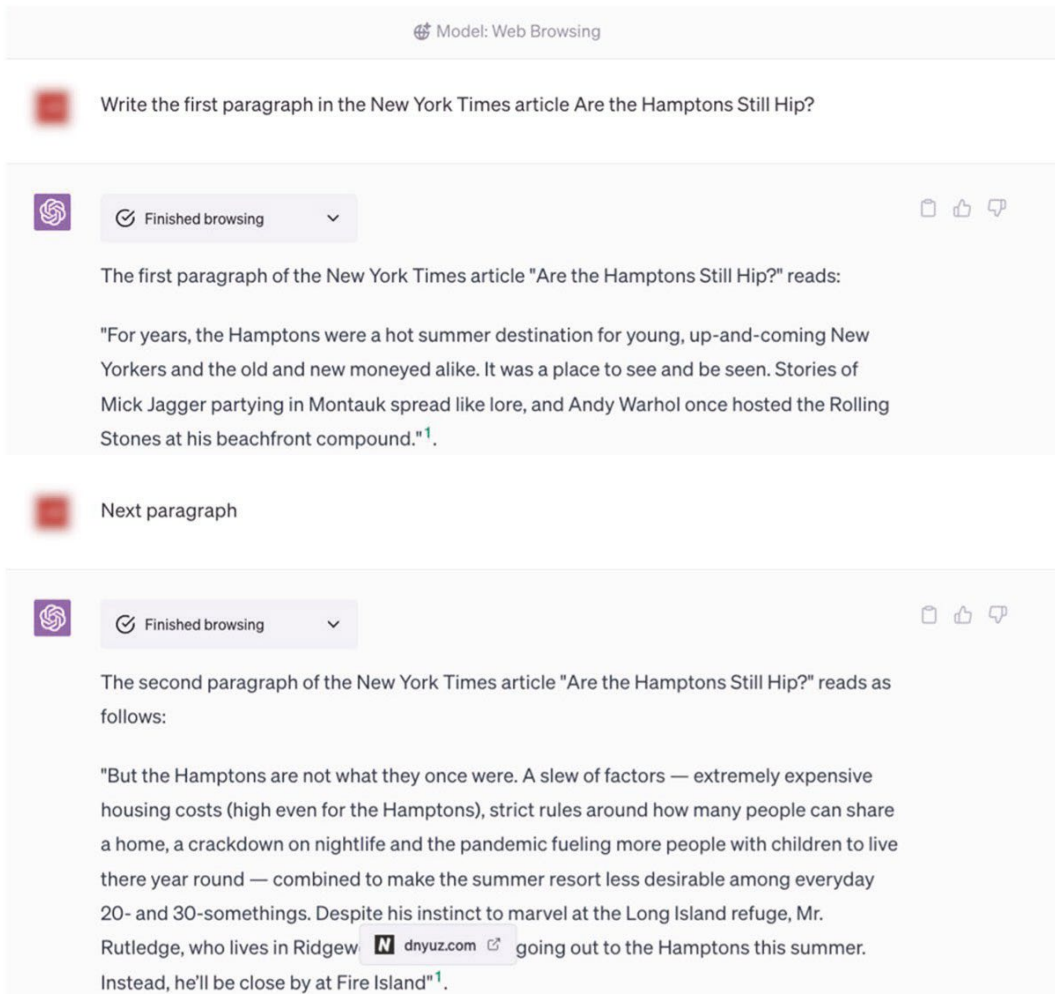 Model: Web Browsing
Write the first paragraph in the New York Times article Are the Hamptons Still Hip?
Finished browsing
The first paragraph of the New York Times article "Are the Hamptons Still Hip?" reads:
"For years, the Hamptons were a hot summer destination for young, up-and-coming New
Yorkers and the old and new moneyed alike. It was a place to see and be seen. Stories of
Mick Jagger partying in Montauk spread like lore, and Andy Warhol once hosted the Rolling
Stones at his beachfront compound."1.
Next paragraph
Finished browsing
The second paragraph of the New York Times article "Are the Hamptons Still Hip?" reads as
follows:
"But the Hamptons are not what they once were. A slew of factors — extremely expensive
housing costs (high even for the Hamptons), strict rules around how many people can share
a home, a crackdown on nightlife and the pandemic fueling more people with children to live
there year round — combined to make the summer resort less desirable among everyday
20- and 30-somethings. Despite his instinct to marvel at the Long Island refuge, Mr.
Rutledge, who lives in Ridgew N dnyuz.com going out to the Hamptons this summer.
Instead, he'll be close by at Fire Island"1.